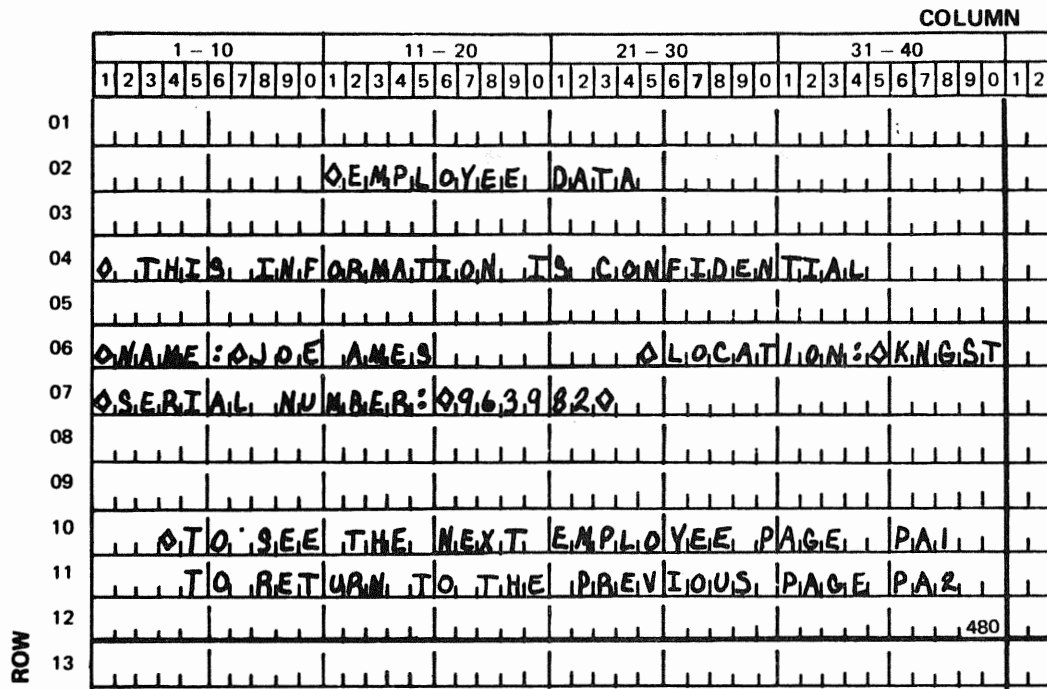 COLUMN
1 – 10 11 – 20 21 – 30 31 – 40
1 2 3 4 5 6 7 8 9 0 1 2 3 4 5 6 7 8 9 0 1 2 3 4 5 6 7 8 9 0 1 2 3 4 5 6 7 8 9 0 1 2
01
02 ◊EMPLOYEE DATA
03
04 ◊ THIS INFORMATION IS CONFIDENTIAL
05
06 ◊NAME:◊JOE AMES ◊LOCATION:◊KNGST
07 ◊SERIAL NUMBER:◊963982◊
08
09
10 ◊TO SEE THE NEXT EMPLOYEE PAGE PA1
11 TO RETURN TO THE PREVIOUS PAGE PA2
12 480
13
ROW